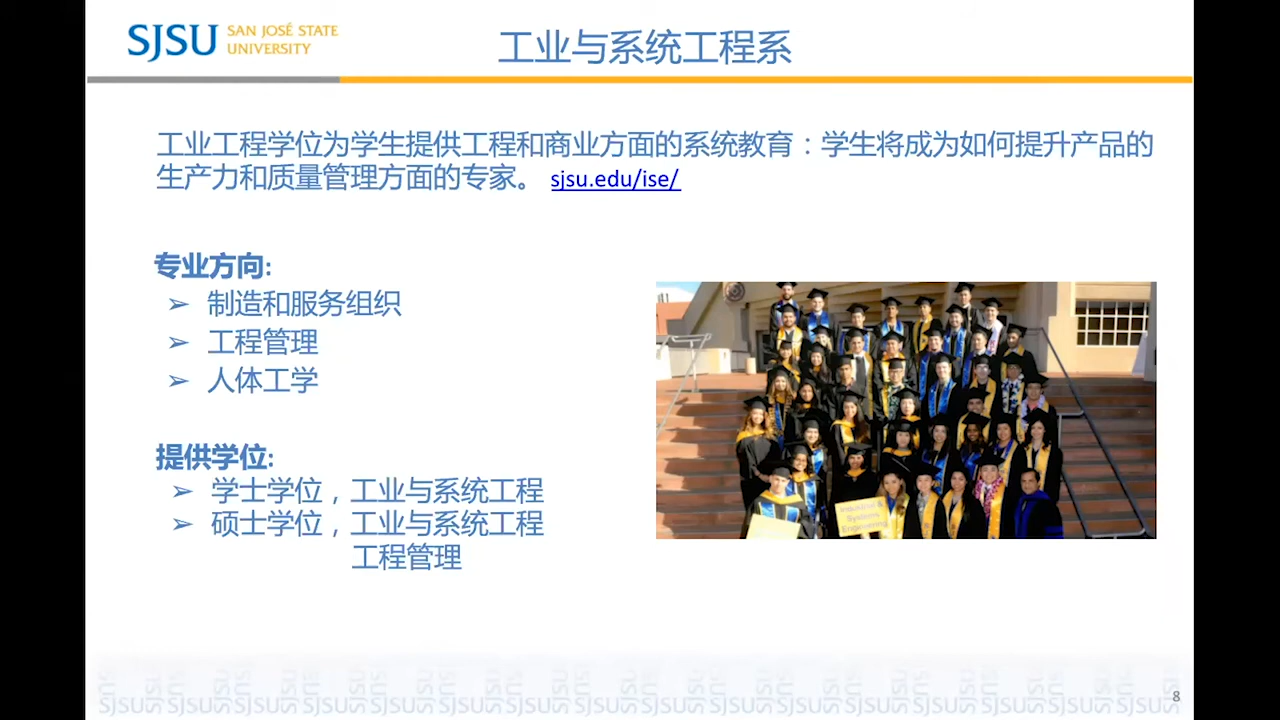 SJSU SAN JOSÉ STATE
UNIVERSITY
工业与系统工程系
工业工程学位为学生提供工程和商业方面的系统教育：学生将成为如何提升产品的
生产力和质量管理方面的专家。 sjsu.edu/ise/
专业方向:
➢ 制造和服务组织
➢ 工程管理
➢ 人体工学
提供学位:
➢ 学士学位，工业与系统工程
➢ 硕士学位，工业与系统工程
工程管理
Industrial &
Systems
Engineering
8